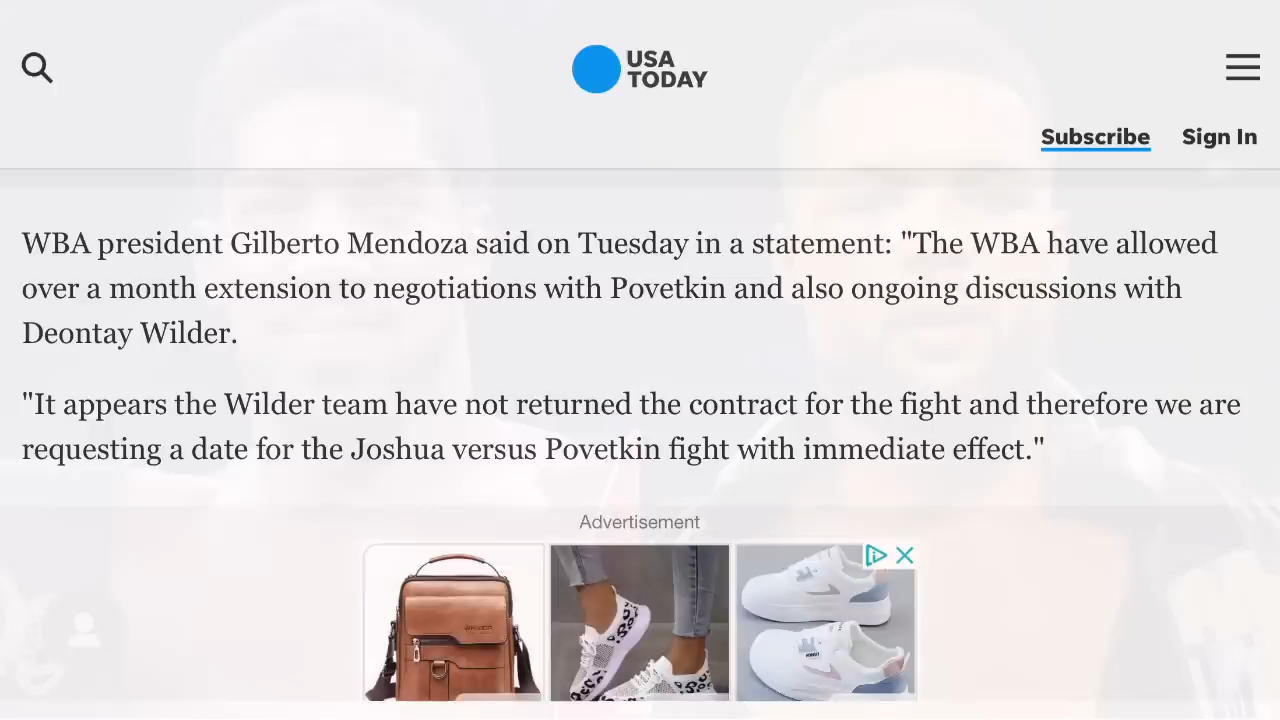 USA
TODAY
Subscribe Sign In
WBA president Gilberto Mendoza said on Tuesday in a statement: "The WBA have allowed
over a month extension to negotiations with Povetkin and also ongoing discussions with
Deontay Wilder.
"It appears the Wilder team have not returned the contract for the fight and therefore we are
requesting a date for the Joshua versus Povetkin fight with immediate effect."
Advertisement